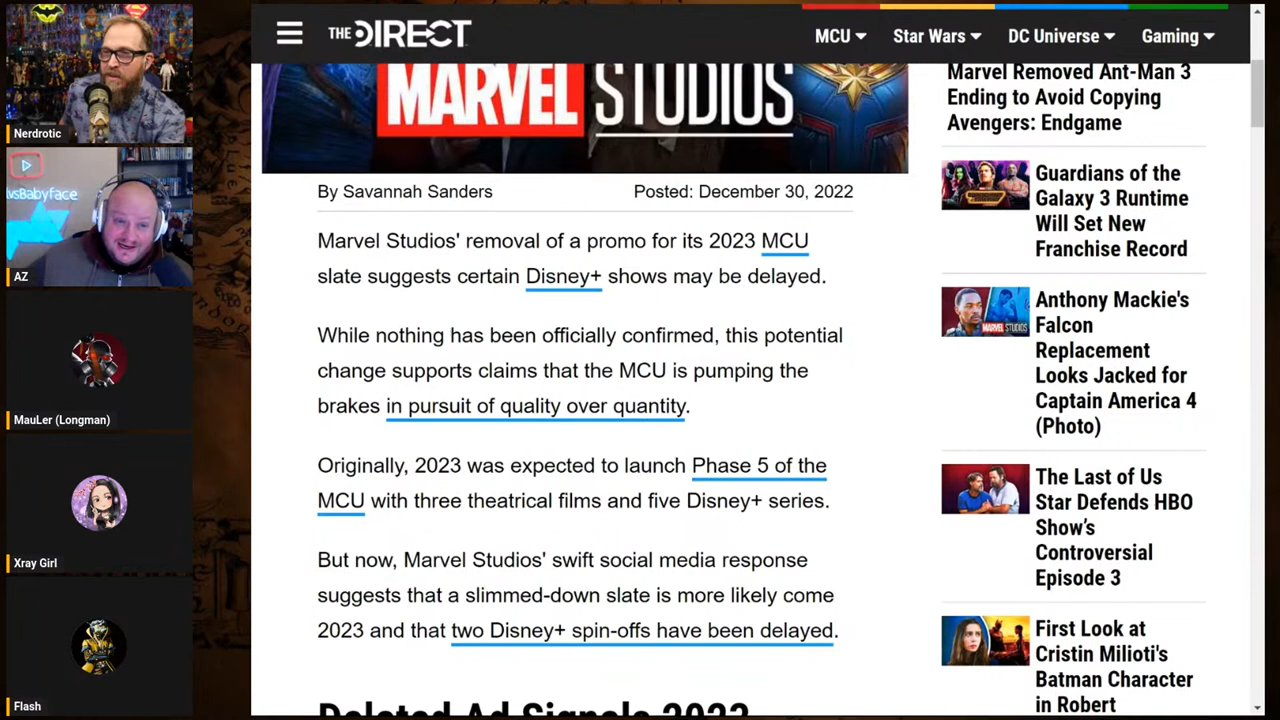 Nerdrotic
vsBabyface
AZ
MauLer (Longman)
Xray Girl
Flash
THE DIRECT
MCU
Star Wars
DC Universe
Gaming
MARVEL STUDIOS
By Savannah Sanders
Posted: December 30, 2022
Marvel Studios' removal of a promo for its 2023 MCU
slate suggests certain Disney+ shows may be delayed.
While nothing has been officially confirmed, this potential
change supports claims that the MCU is pumping the
brakes in pursuit of quality over quantity.
Originally, 2023 was expected to launch Phase 5 of the
MCU with three theatrical films and five Disney+ series.
But now, Marvel Studios' swift social media response
suggests that a slimmed-down slate is more likely come
2023 and that two Disney+ spin-offs have been delayed.
Deleted Ad Signals 2023
Marvel Removed Ant-Man 3
Ending to Avoid Copying
Avengers: Endgame
Guardians of the
Galaxy 3 Runtime
Will Set New
Franchise Record
Anthony Mackie's
Falcon
Replacement
Looks Jacked for
Captain America 4
(Photo)
MARVEL STUDIOS
The Last of Us
Star Defends HBO
Show's
Controversial
Episode 3
First Look at
Cristin Milioti's
Batman Character
in Robert